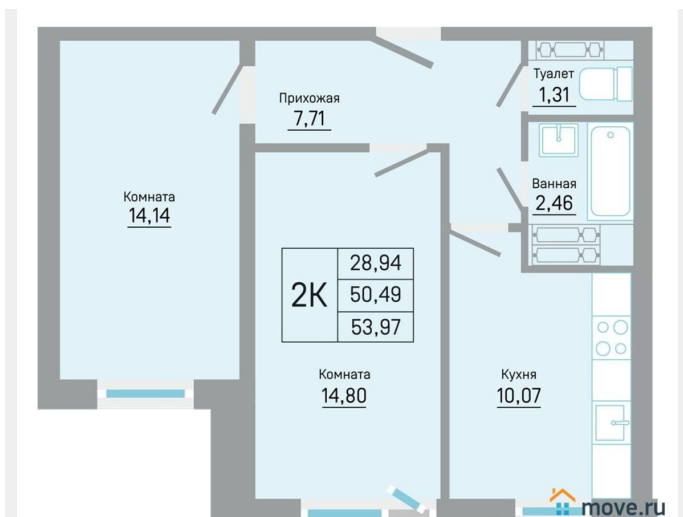 Туалет
1,31
Прихожая
7,71
Ванная
2,46
Комната
14,14
2К
28,94
50,49
53,97
Комната
14,80
Кухня
10,07
move.ru